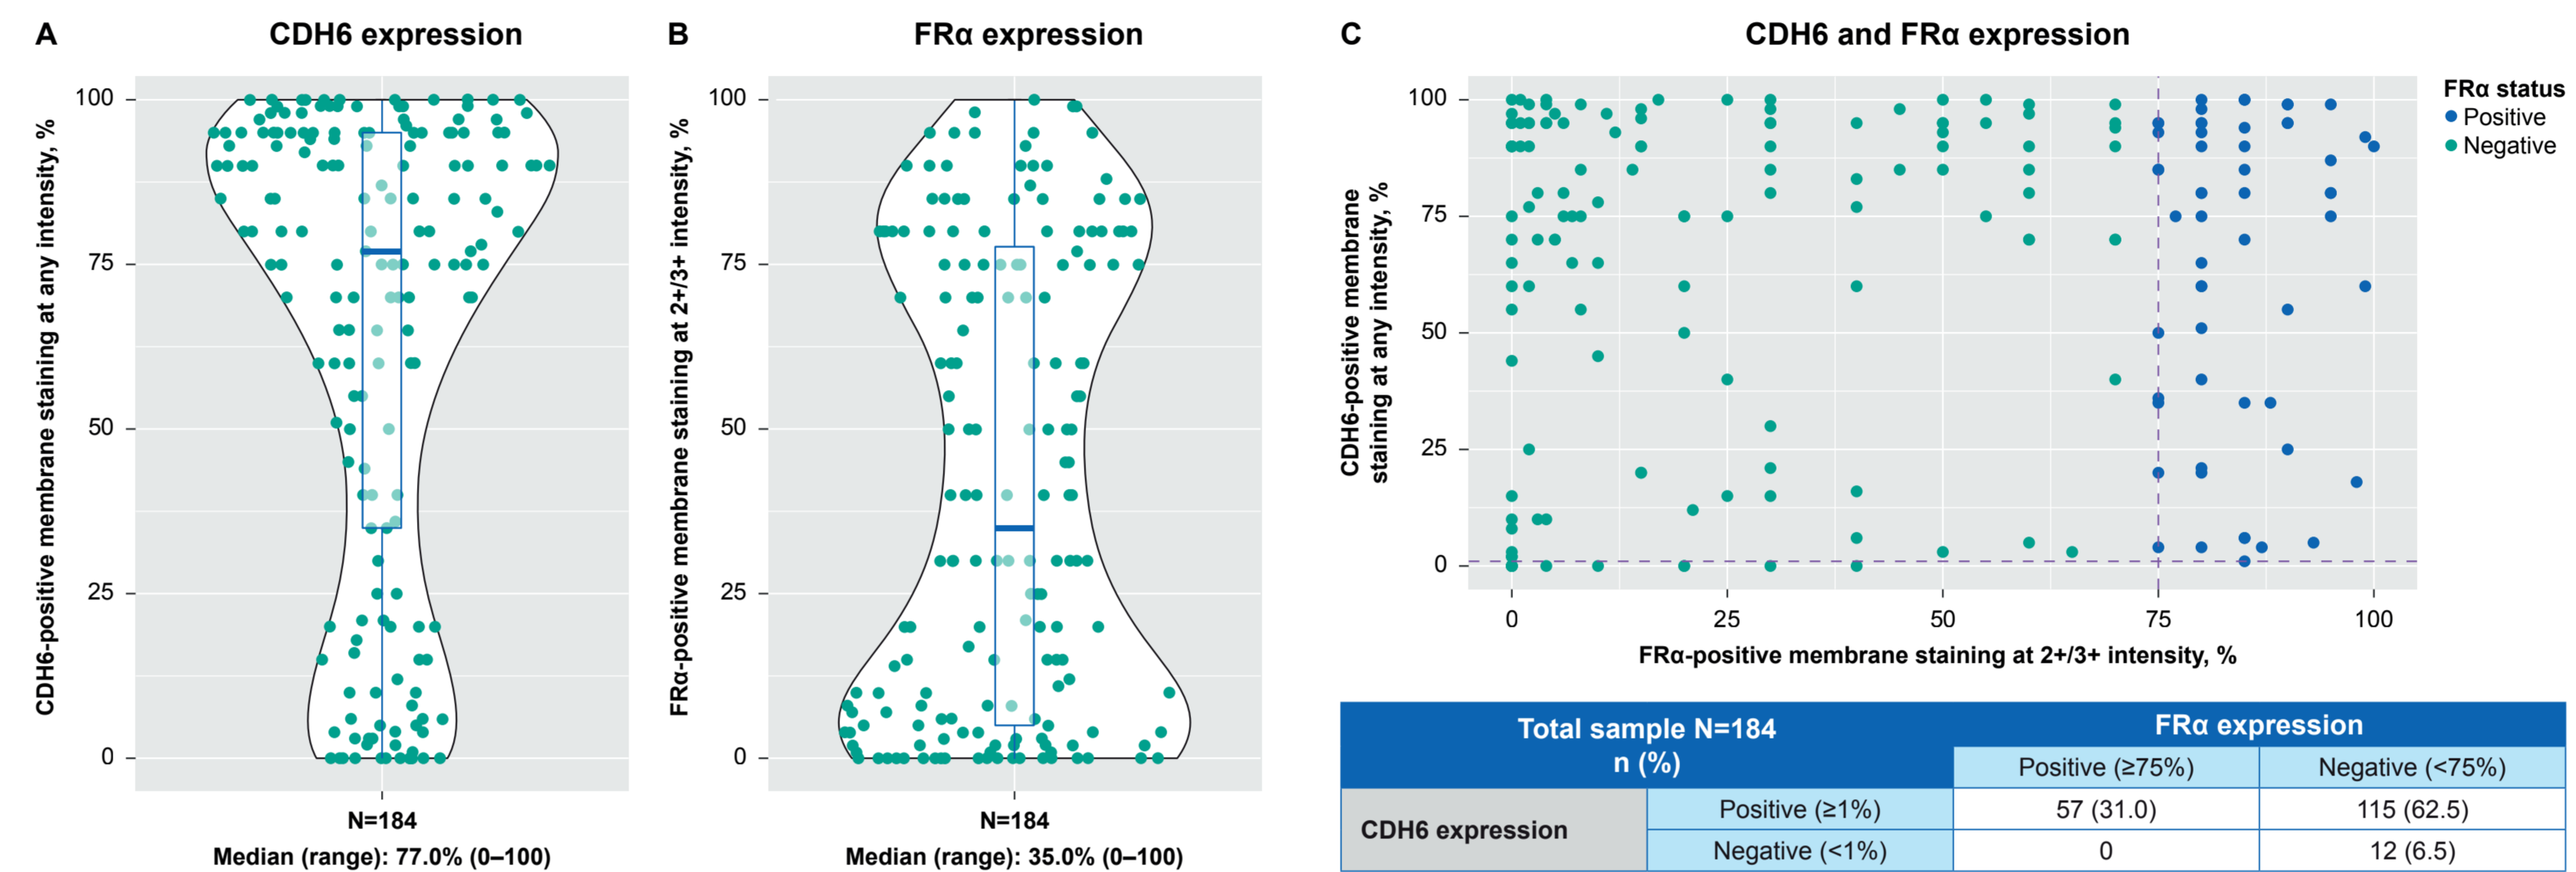 A
CDH6 expression
CDH6-positive membrane staining at any intensity, %
100
75
50
25
0
N=184
Median (range): 77.0% (0–100)
B
FRα expression
FRα-positive membrane staining at 2+/3+ intensity, %
100
75
50
25
0
N=184
Median (range): 35.0% (0–100)
C
CDH6 and FRα expression
CDH6-positive membrane
staining at any intensity, %
100
75
50
25
0
0 25 50 75 100
FRα-positive membrane staining at 2+/3+ intensity, %
FRα status
Positive
Negative
Total sample N=184
n (%)
FRα expression
Positive (≥75%) Negative (<75%)
CDH6 expression
Positive (≥1%) 57 (31.0) 115 (62.5)
Negative (<1%) 0 12 (6.5)